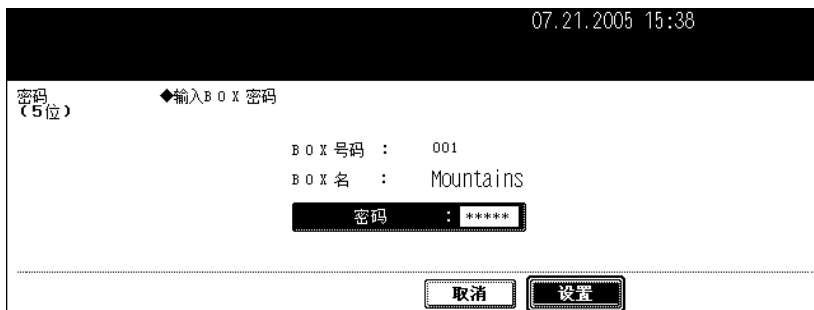 07.21.2005 15:38
密码 ◆输入BOX 密码
(5位)
BOX号码 : 001
BOX名 : Mountains
密码 : *****
取消 设置